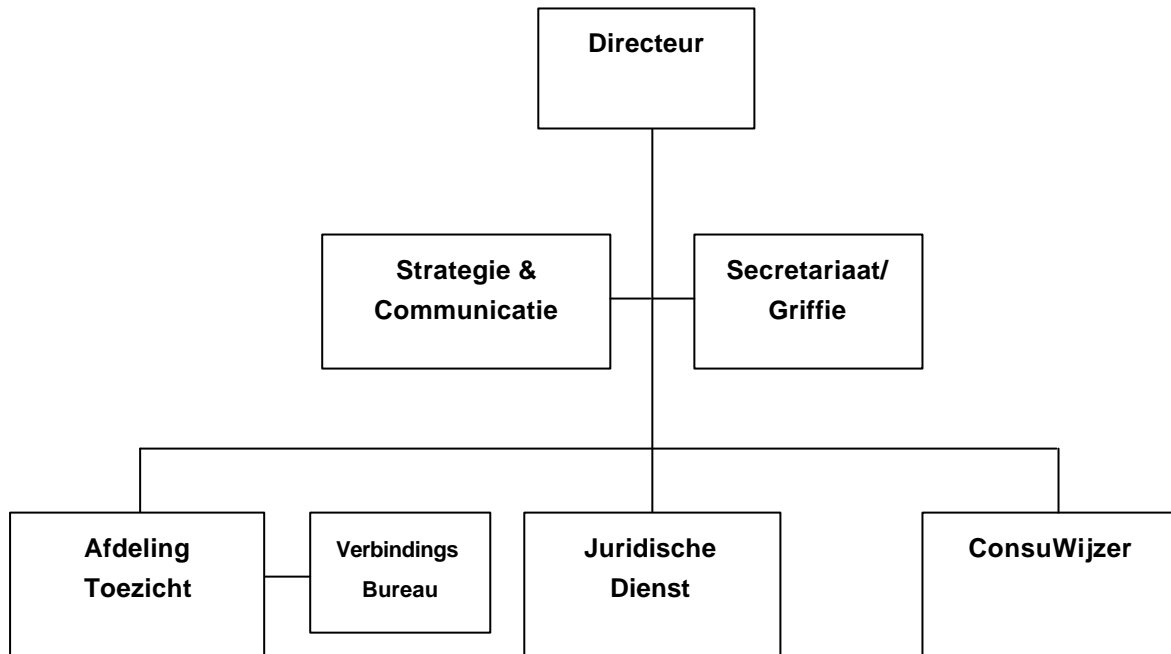 Directeur
Strategie &
Communicatie
Secretariaat/
Griffie
Afdeling
Toezicht
Verbindings
Bureau
Juridische
Dienst
ConsuWijzer